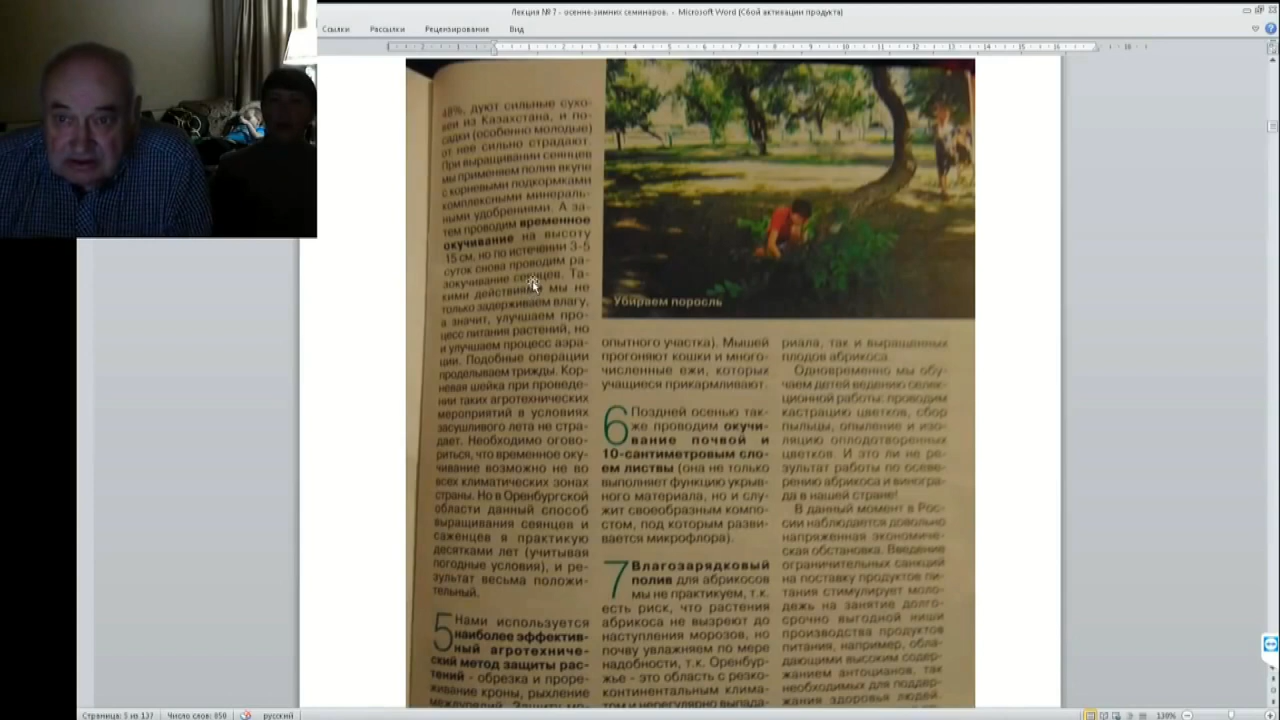 Лекция № 7 - осенне-зимних семинаров. - Microsoft Word (Сбой активации продукта)
Ссылки Рассылки Рецензирование Вид
48%, дуют сильные сухо-
веи из Казахстана, и по-
садки (особенно молодые)
от нее сильно страдают.
При выращивании сеянцев
мы применяем полив вкупе
с корневыми подкормками
комплексными минераль-
ными удобрениями. А за-
тем проводим временное
окучивание на высоту
15 см, но по истечении 3-5
суток снова проводим ра-
зокучивание сеянцев. Та-
кими действиями мы не
только задерживаем влагу,
а значит, улучшаем про-
цесс питания растений, но
и улучшаем процесс аэра-
ции. Подобные операции
проделываем трижды. Кор-
невая шейка при проведе-
нии таких агротехнических
мероприятий в условиях
засушливого лета не стра-
дает. Необходимо огово-
риться, что временное оку-
чивание возможно не во
всех климатических зонах
страны. Но в Оренбургской
области данный способ
выращивания сеянцев и
саженцев я практикую
десятками лет (учитывая
погодные условия), и ре-
зультат весьма положи-
тельный.
5 Нами используется
наиболее эффектив-
ный агротехниче-
ский метод защиты рас-
тений - обрезка и проре-
живание кроны, рыхление
междурядий. Защиту
Убираем поросль
опытного участка). Мышей
прогоняют кошки и много-
численные ежи, которых
учащиеся прикармливают.
6 Поздней осенью так-
же проводим окучи-
вание почвой и
10-сантиметровым сло-
ем листвы (она не только
выполняет функцию укрыв-
ного материала, но и слу-
жит своеобразным компо-
стом, под которым разви-
вается микрофлора).
7 Влагозарядковый
полив для абрикосов
мы не практикуем, т.к.
есть риск, что растения
абрикоса не вызреют до
наступления морозов, но
почву увлажняем по мере
надобности, т.к. Оренбур-
жье - это область с резко-
континентальным клима-
том и нерегулярно выпада-
риала, так и выращенных
плодов абрикоса.
Одновременно мы обу-
чаем детей ведению селек-
ционной работы: проводим
кастрацию цветков, сбор
пыльцы, опыление и изо-
ляцию оплодотворенных
цветков. И это ли не ре-
зультат работы по осеве-
рению абрикоса и виногра-
да в нашей стране!
В данный момент в Рос-
сии наблюдается довольно
напряженная экономиче-
ская обстановка. Введение
ограничительных санкций
на поставку продуктов пи-
тания стимулирует моло-
дежь на занятие долго-
срочно выгодной ниши
производства продуктов
питания, например, обла-
дающими высоким содер-
жанием антоцианов, так
необходимых для поддер-
жания здоровья людей.
Страница: 5 из 137 Число слов: 850 русский 130%